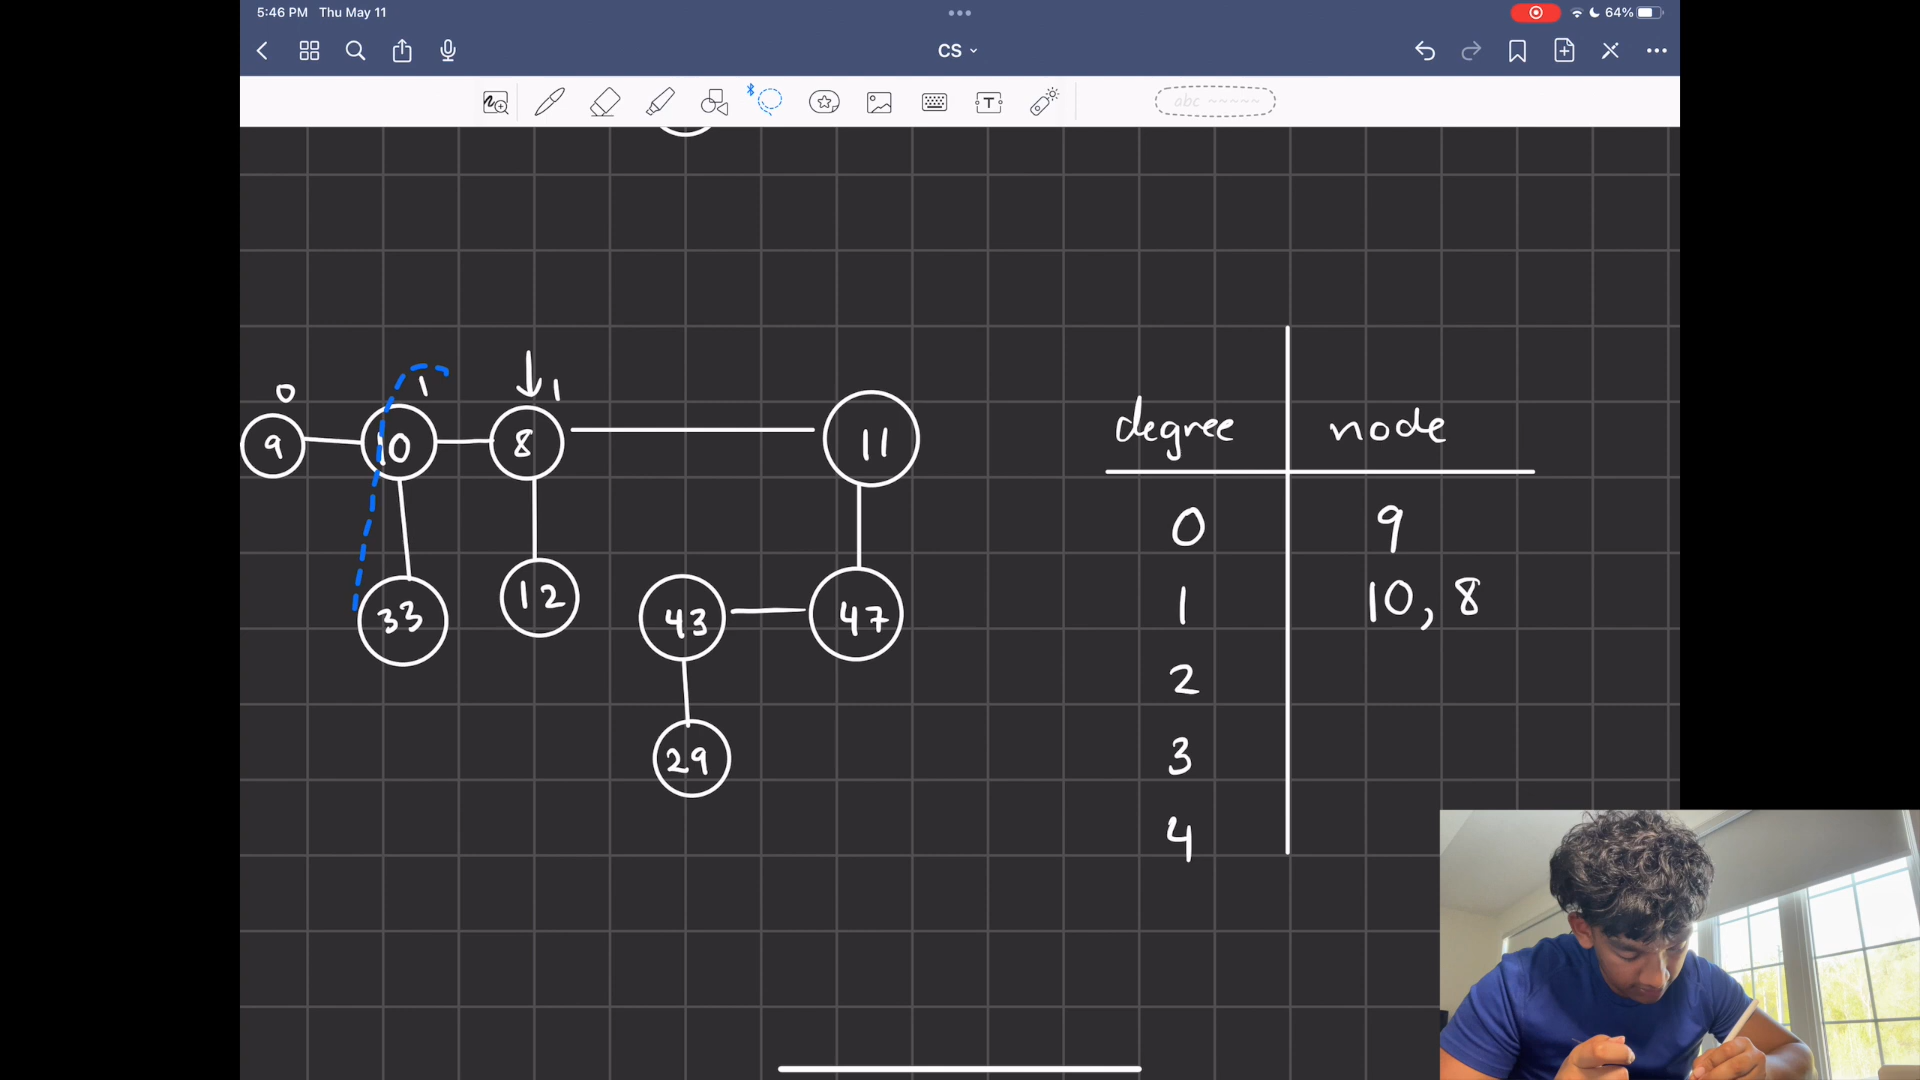 5:46 PM Thu May 11
64%
CS
abc
T
0 1 1
9 10 8 11
33 12 43 47
29
degree node
0 9
1 10, 8
2
3
4